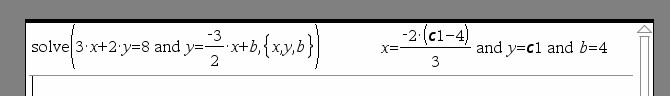 solve(3·x+2·y=8 and y=-3/2·x+b,{x,y,b}) x=-2·(c1-4)/3 and y=c1 and b=4